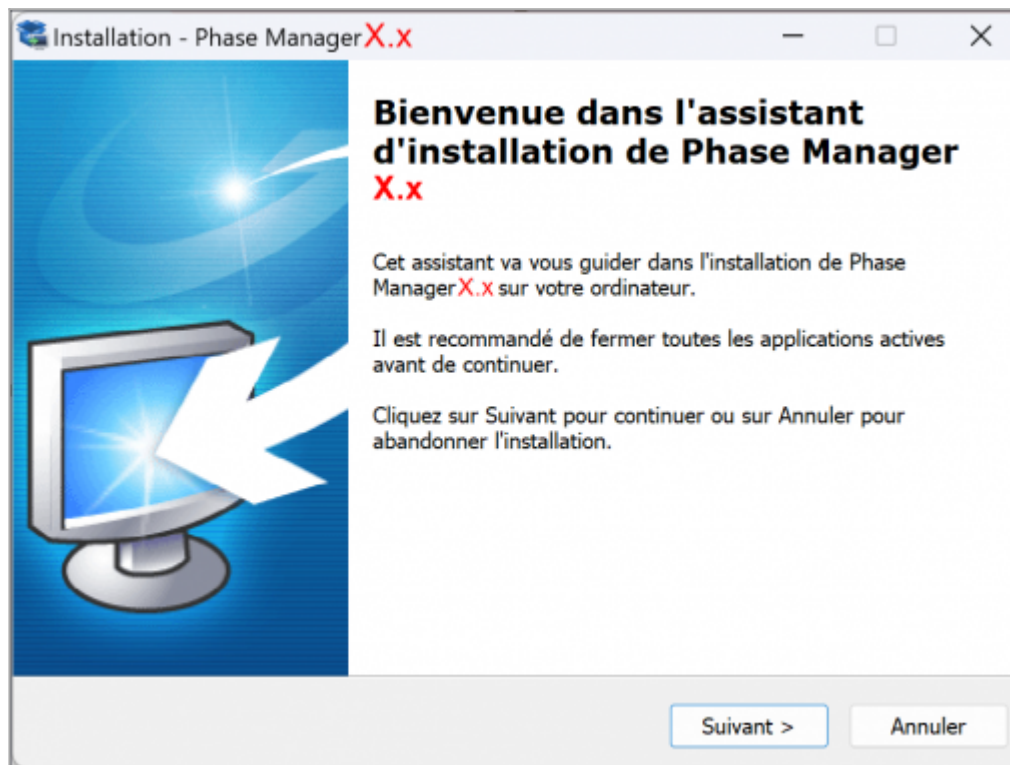 Installation - Phase Manager X.x
Bienvenue dans l'assistant
d'installation de Phase Manager
X.x
Cet assistant va vous guider dans l'installation de Phase
Manager X.x sur votre ordinateur.
Il est recommandé de fermer toutes les applications actives
avant de continuer.
Cliquez sur Suivant pour continuer ou sur Annuler pour
abandonner l'installation.
Suivant >
Annuler